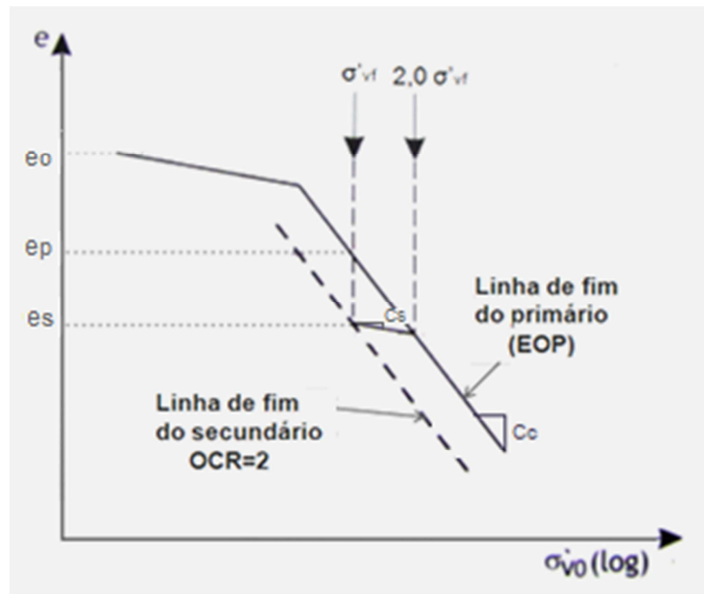 e
σ'vf 2,0 σ'vf
eo
ep
es
Cs
Linha de fim
do primário
(EOP)
Linha de fim
do secundário
OCR=2
Cc
σ'v0 (log)